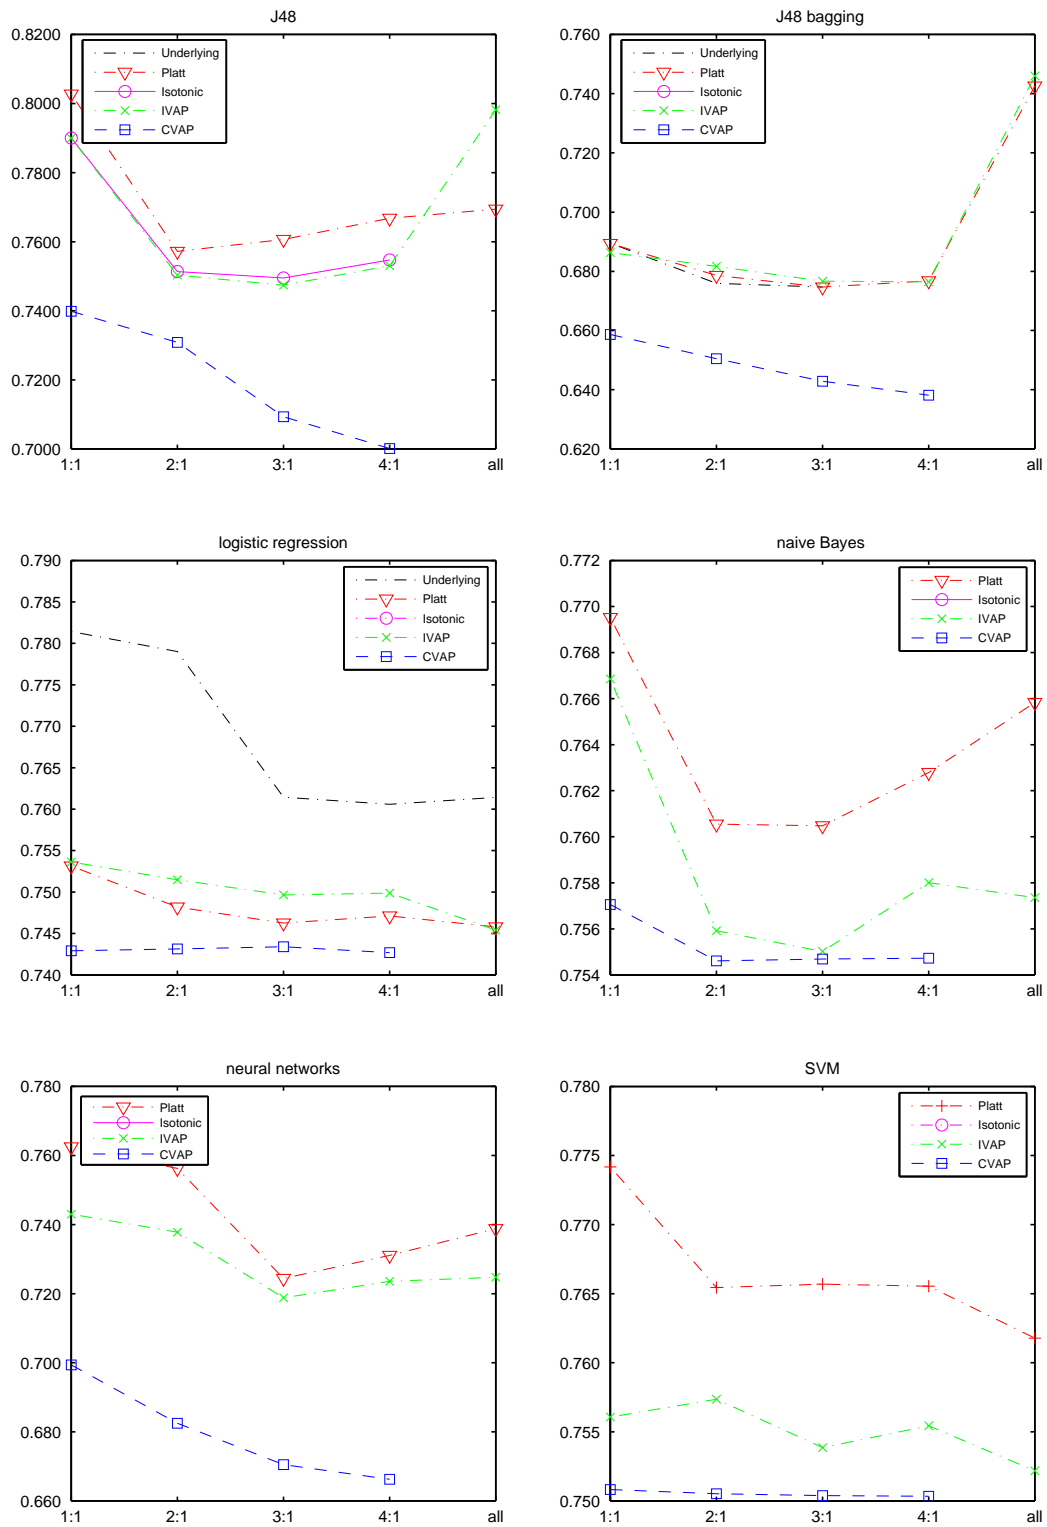 J48
0.8200
0.8000
0.7800
0.7600
0.7400
0.7200
0.7000
1:1 2:1 3:1 4:1 all
Underlying
Platt
Isotonic
IVAP
CVAP
J48 bagging
0.760
0.740
0.720
0.700
0.680
0.660
0.640
0.620
1:1 2:1 3:1 4:1 all
Underlying
Platt
Isotonic
IVAP
CVAP
logistic regression
0.790
0.785
0.780
0.775
0.770
0.765
0.760
0.755
0.750
0.745
0.740
1:1 2:1 3:1 4:1 all
Underlying
Platt
Isotonic
IVAP
CVAP
naive Bayes
0.772
0.770
0.768
0.766
0.764
0.762
0.760
0.758
0.756
0.754
1:1 2:1 3:1 4:1 all
Platt
Isotonic
IVAP
CVAP
neural networks
0.780
0.760
0.740
0.720
0.700
0.680
0.660
1:1 2:1 3:1 4:1 all
Platt
Isotonic
IVAP
CVAP
SVM
0.780
0.775
0.770
0.765
0.760
0.755
0.750
1:1 2:1 3:1 4:1 all
Platt
Isotonic
IVAP
CVAP